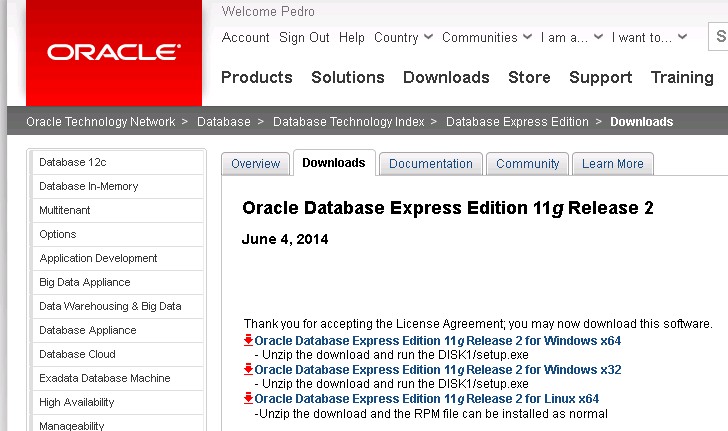 Welcome Pedro
ORACLE
Account Sign Out Help Country Communities I am a... I want to... S
Products Solutions Downloads Store Support Training
Oracle Technology Network > Database > Database Technology Index > Database Express Edition > Downloads
Database 12c
Database In-Memory
Multitenant
Options
Application Development
Big Data Appliance
Data Warehousing & Big Data
Database Appliance
Database Cloud
Exadata Database Machine
High Availability
Manageability
Overview Downloads Documentation Community Learn More
Oracle Database Express Edition 11g Release 2
June 4, 2014
Thank you for accepting the License Agreement; you may now download this software.
Oracle Database Express Edition 11g Release 2 for Windows x64
- Unzip the download and run the DISK1/setup.exe
Oracle Database Express Edition 11g Release 2 for Windows x32
- Unzip the download and run the DISK1/setup.exe
Oracle Database Express Edition 11g Release 2 for Linux x64
-Unzip the download and the RPM file can be installed as normal